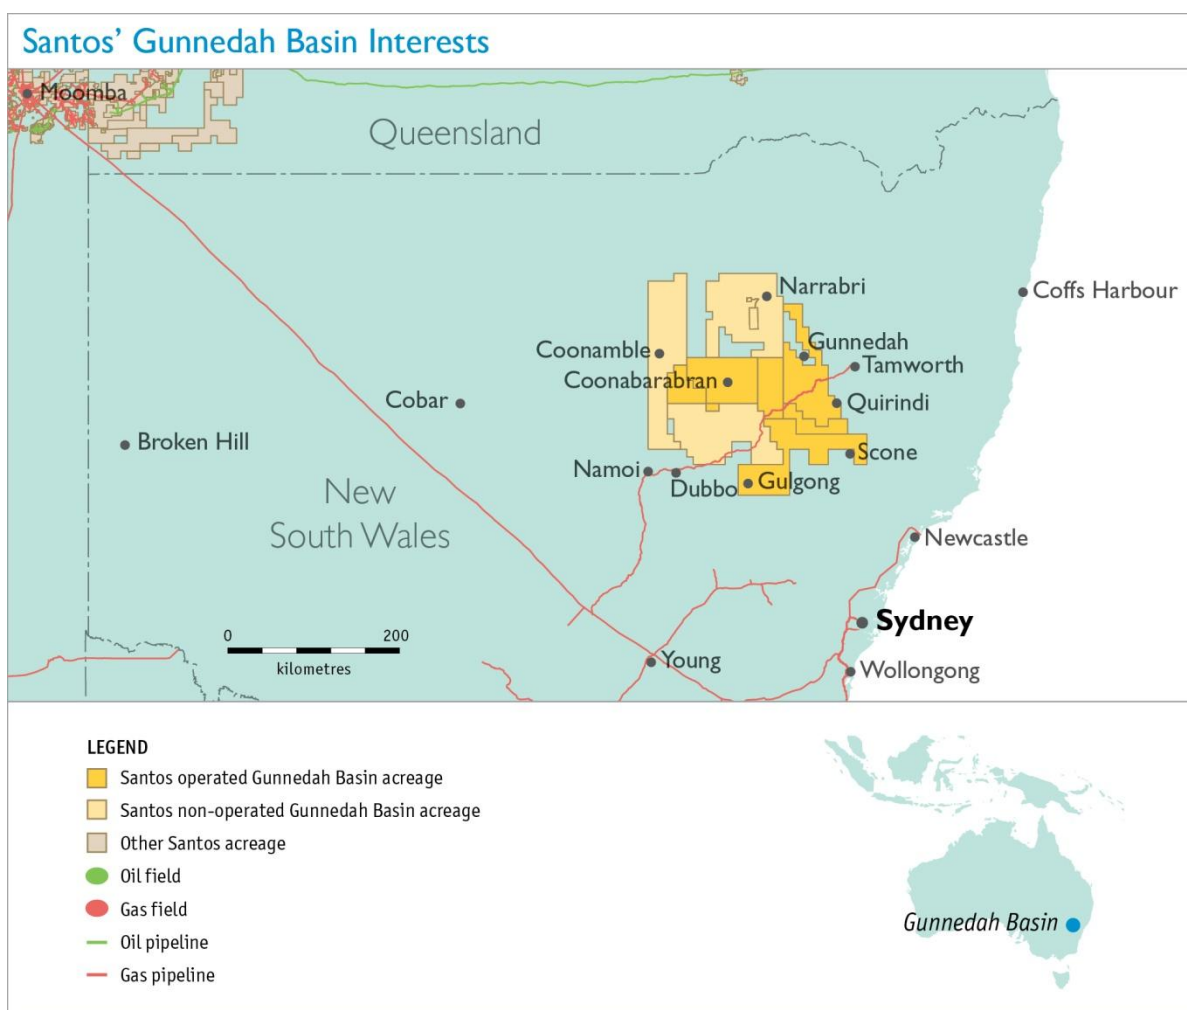 Santos' Gunnedah Basin Interests
Moomba
Queensland
Narrabri
Coffs Harbour
Coonamble
Gunnedah
Tamworth
Coonabarabran
Cobar
Quirindi
Broken Hill
Scone
Namoi
Dubbo
Gulgong
New
South Wales
Newcastle
Sydney
0 200
kilometres
Young
Wollongong
LEGEND
Santos operated Gunnedah Basin acreage
Santos non-operated Gunnedah Basin acreage
Other Santos acreage
Oil field
Gas field
Oil pipeline
Gas pipeline
Gunnedah Basin